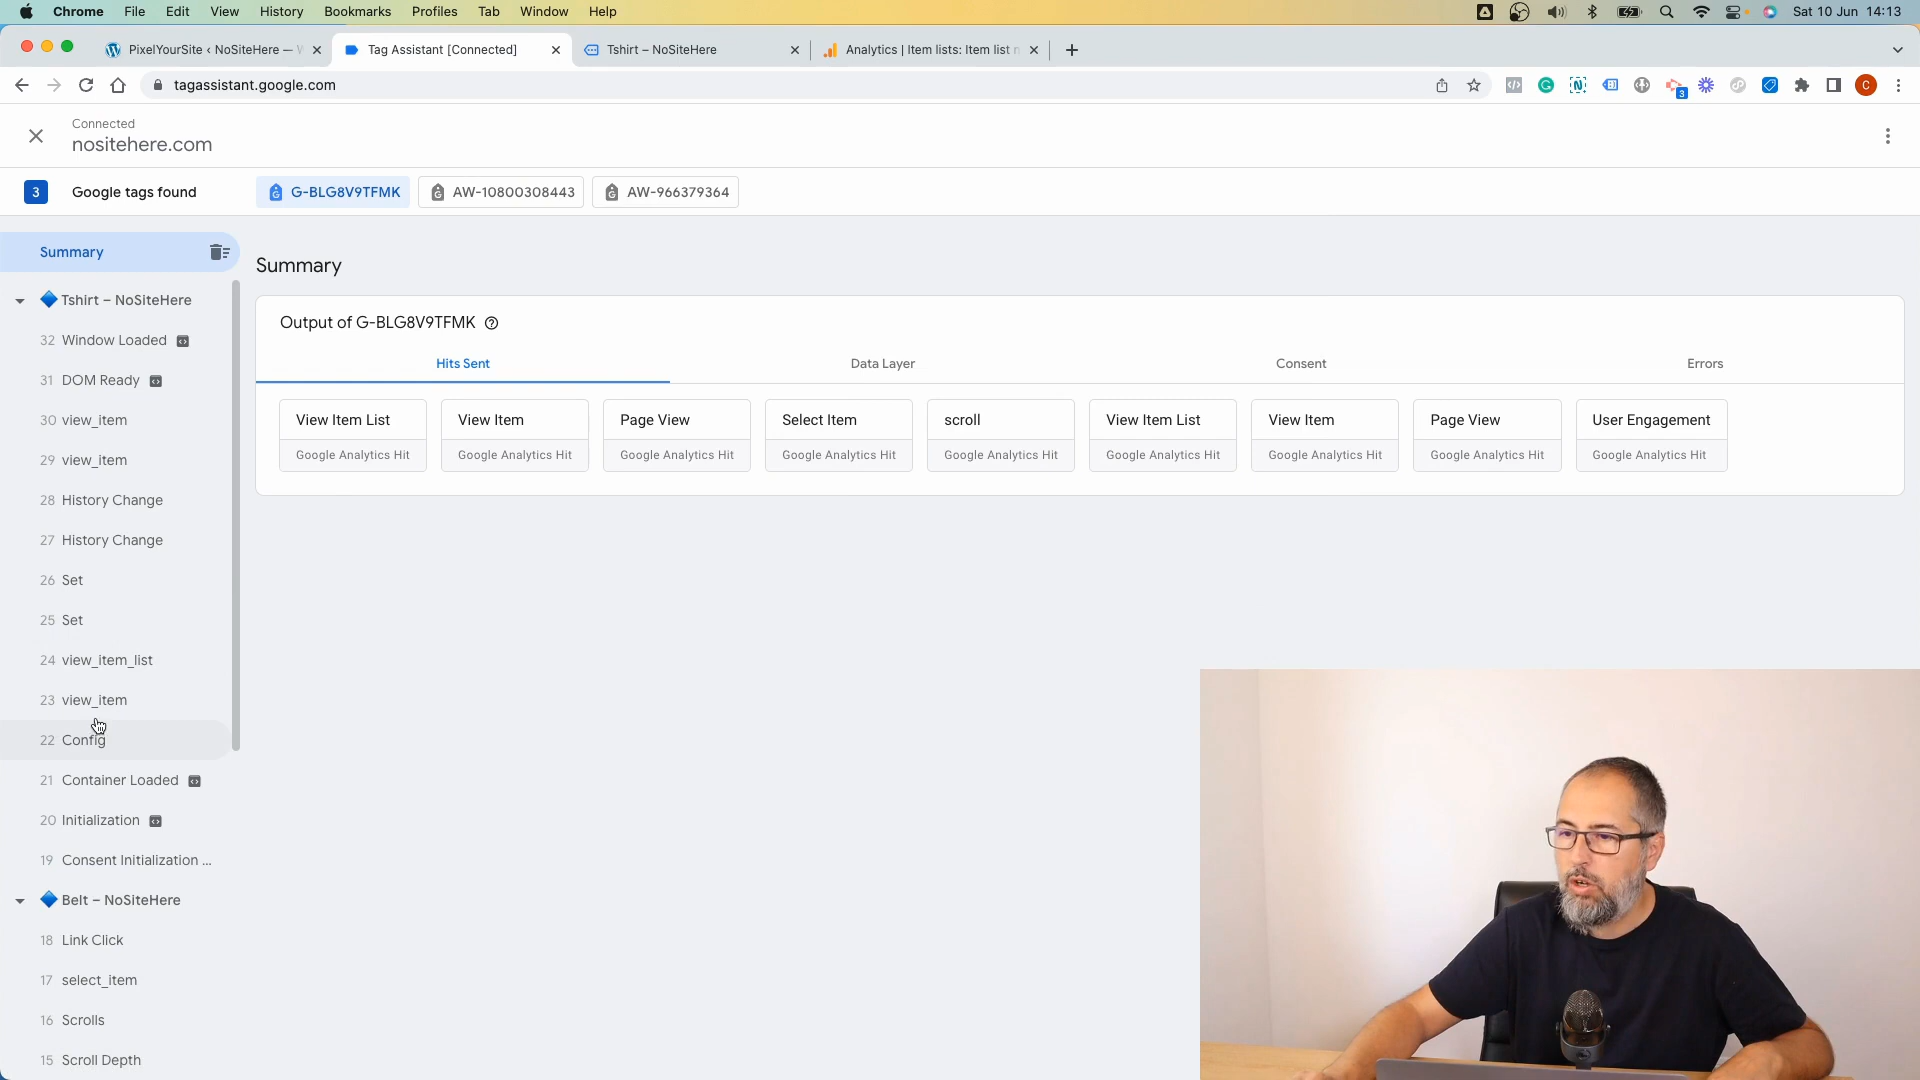 Chrome File Edit View History Bookmarks Profiles Tab Window Help Sat 10 Jun 14:13
PixelYourSite ‹ NoSiteHere — W Tag Assistant [Connected] Tshirt – NoSiteHere Analytics | Item lists: Item list n
tagassistant.google.com 3 C
Connected
nositehere.com
3 Google tags found G-BLG8V9TFMK AW-10800308443 AW-966379364
Summary
Tshirt – NoSiteHere
32 Window Loaded
31 DOM Ready
30 view_item
29 view_item
28 History Change
27 History Change
26 Set
25 Set
24 view_item_list
23 view_item
22 Config
21 Container Loaded
20 Initialization
19 Consent Initialization ...
Belt – NoSiteHere
18 Link Click
17 select_item
16 Scrolls
15 Scroll Depth
Summary
Output of G-BLG8V9TFMK
Hits Sent Data Layer Consent Errors
View Item List View Item Page View Select Item scroll View Item List View Item Page View User Engagement
Google Analytics Hit Google Analytics Hit Google Analytics Hit Google Analytics Hit Google Analytics Hit Google Analytics Hit Google Analytics Hit Google Analytics Hit Google Analytics Hit